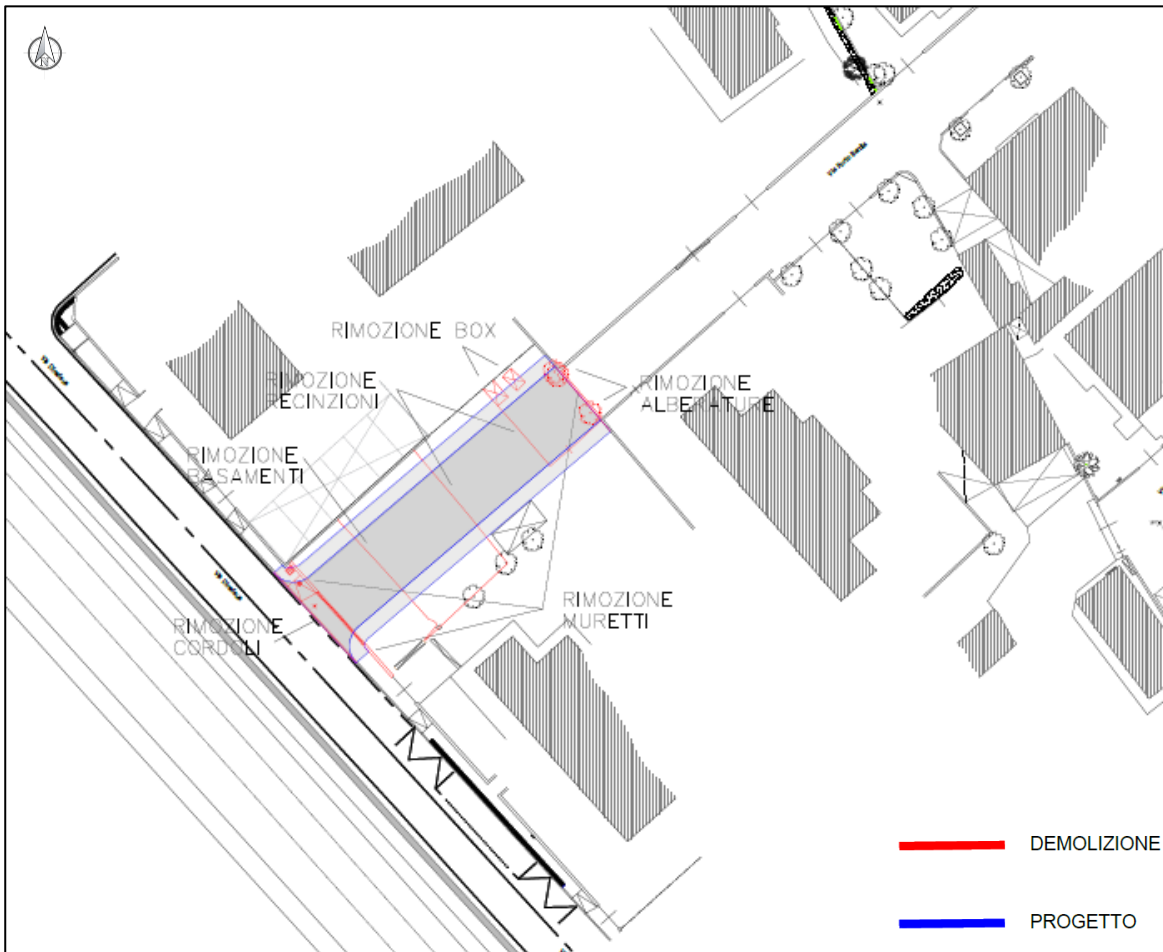 N
RIMOZIONE BOX
RIMOZIONE
RECINZIONI
RIMOZIONE
ALBERATURE
RIMOZIONE
BASAMENTI
RIMOZIONE
MURETTI
RIMOZIONE
CORDOLI
DEMOLIZIONE
PROGETTO